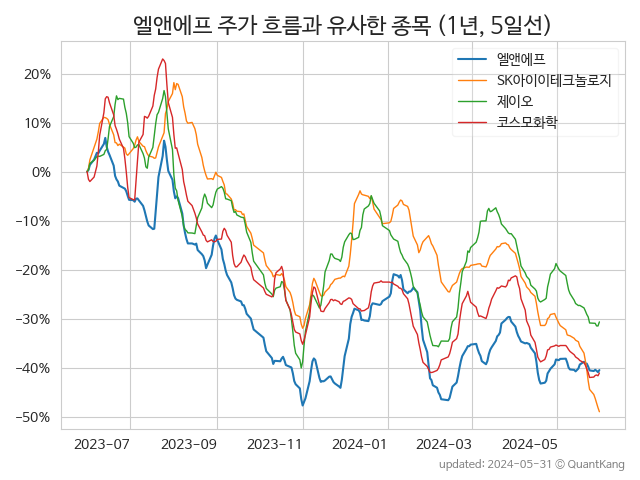 엘앤에프 주가 흐름과 유사한 종목 (1년, 5일선)
엘앤에프
SK아이이테크놀로지
제이오
코스모화학
20%
10%
0%
−10%
−20%
−30%
−40%
−50%
2023-07
2023-09
2023-11
2024-01
2024-03
2024-05
updated: 2024-05-31 © QuantKang